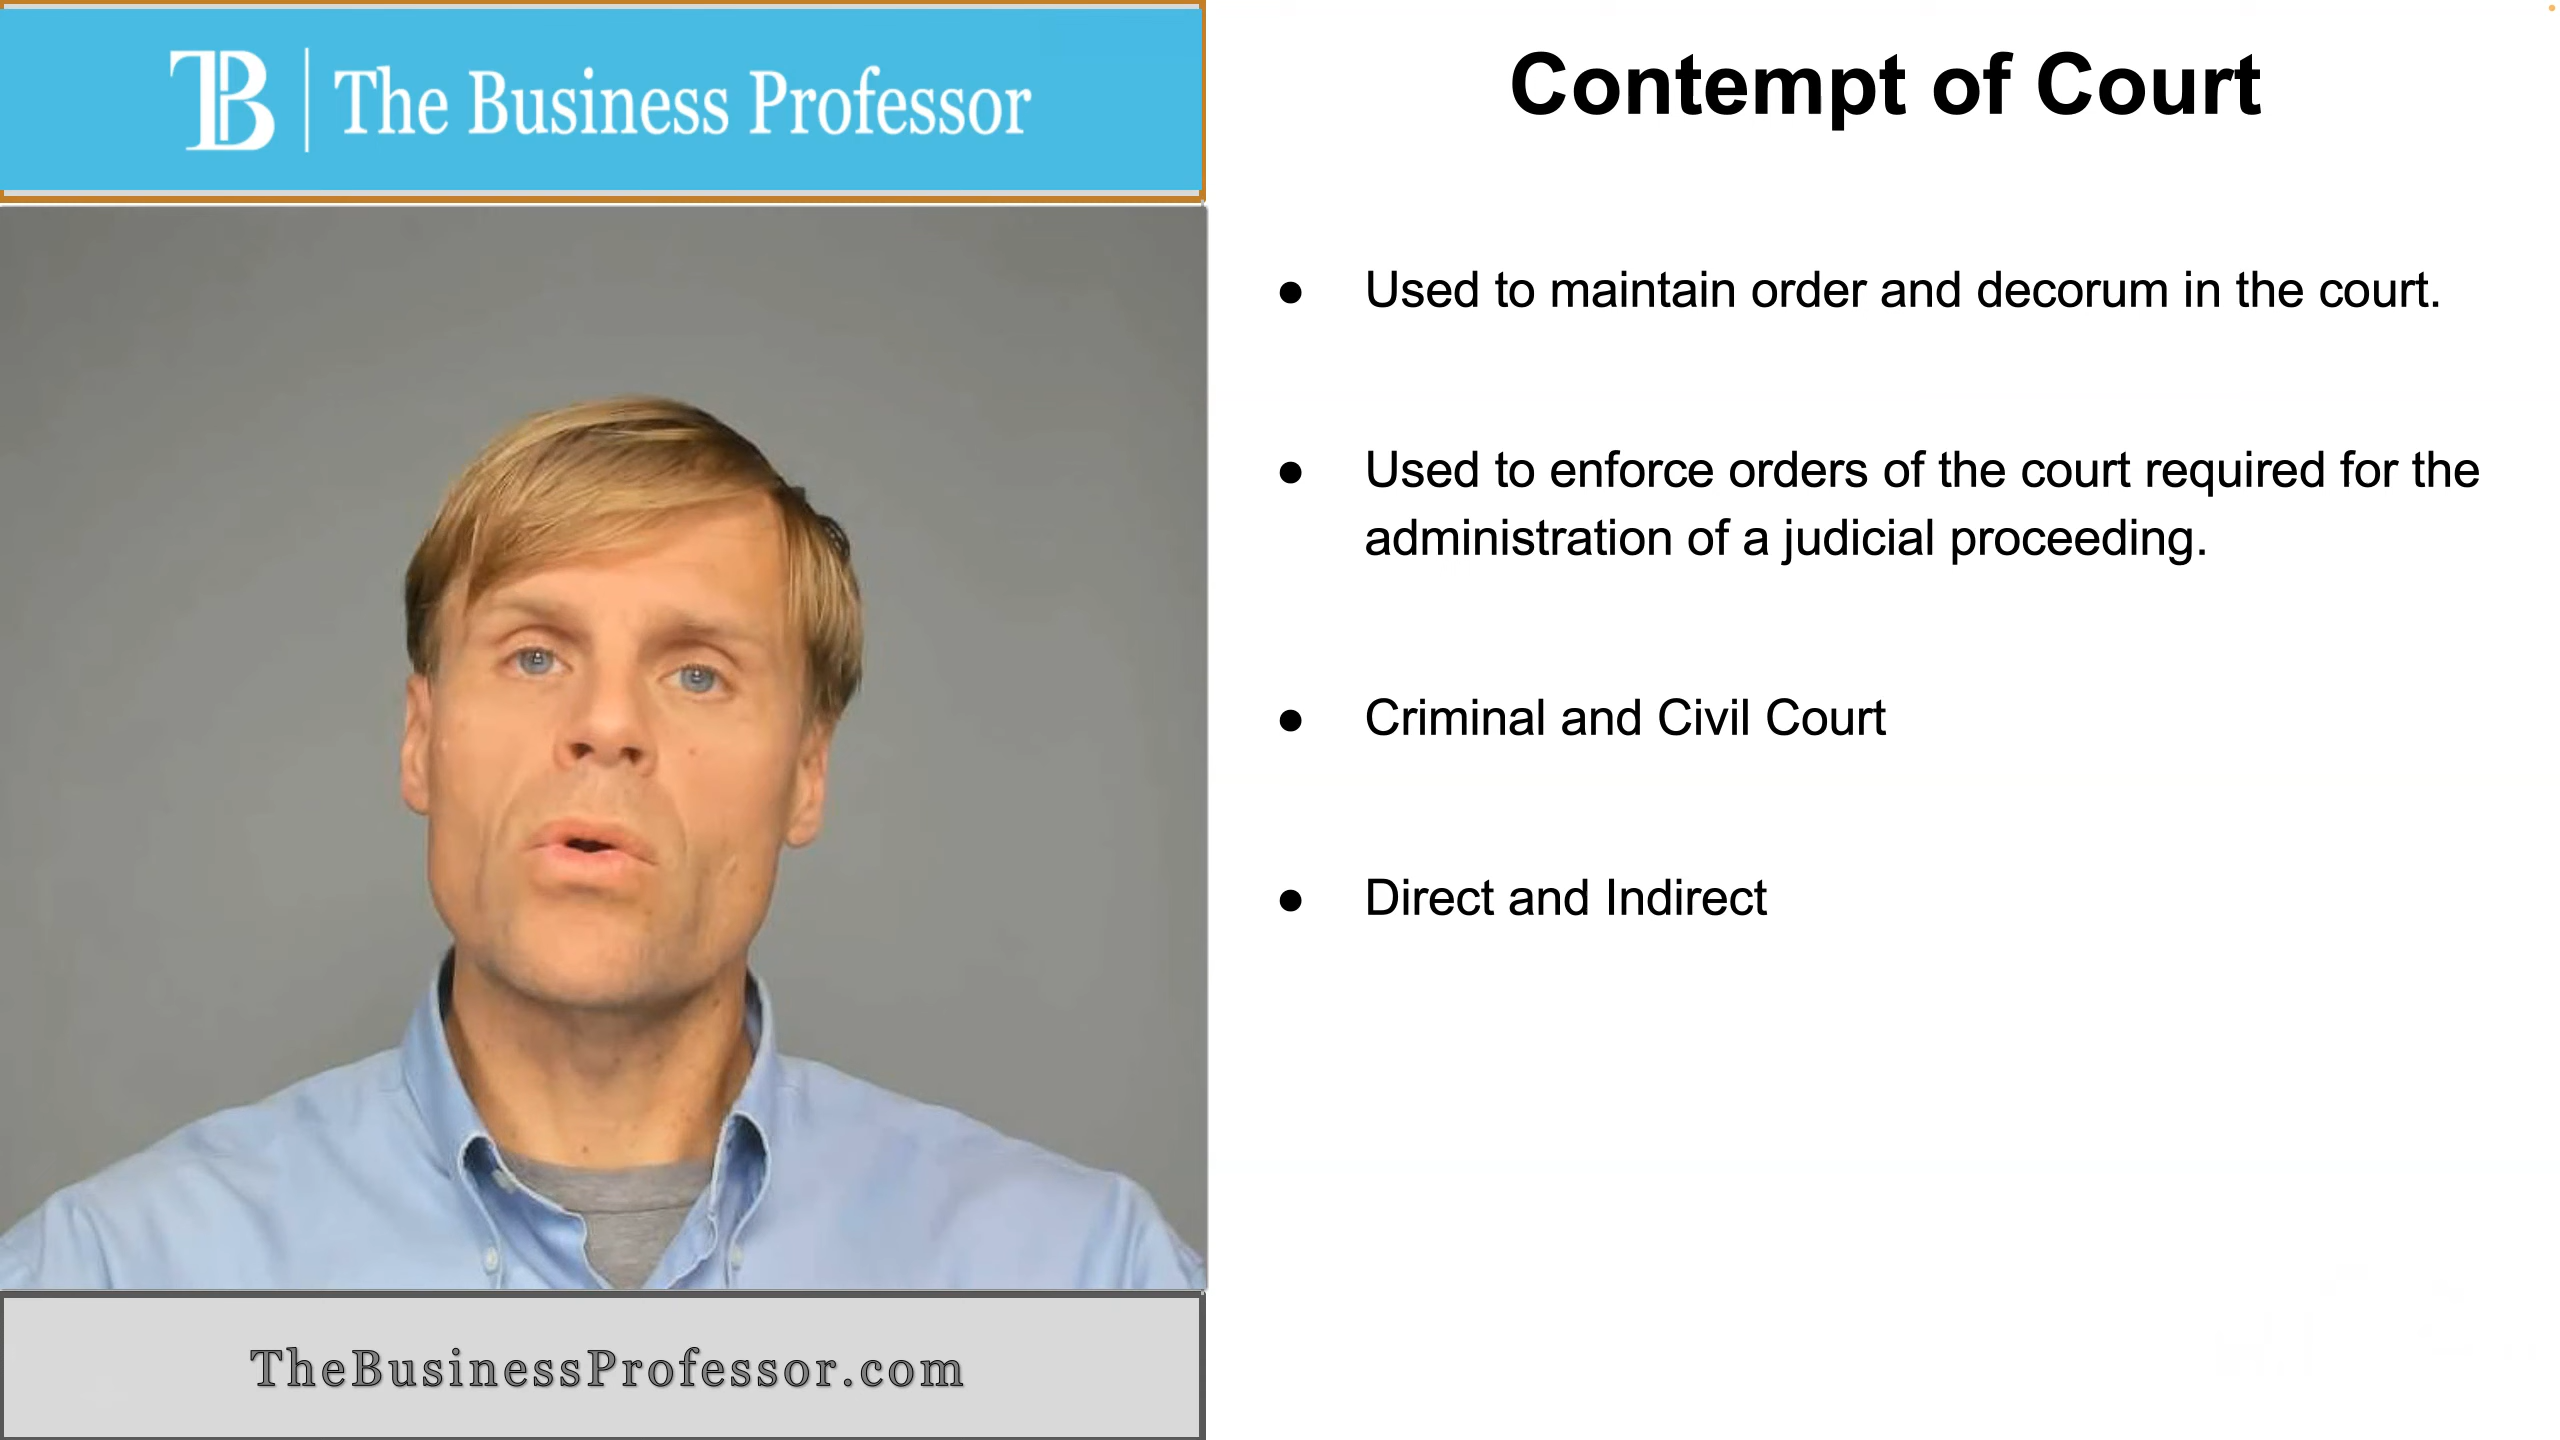 TB The Business Professor
Contempt of Court
● Used to maintain order and decorum in the court.
● Used to enforce orders of the court required for the
administration of a judicial proceeding.
● Criminal and Civil Court
● Direct and Indirect
TheBusinessProfessor.com